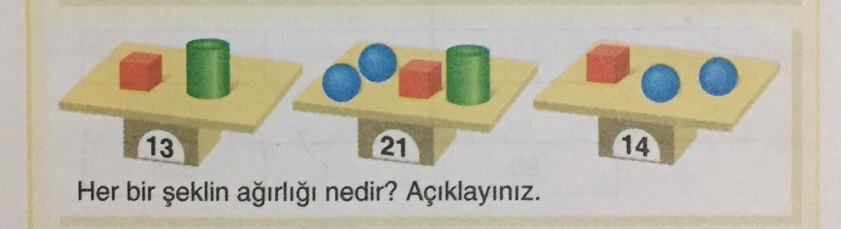 13 21 14
Her bir şeklin ağırlığı nedir? Açıklayınız.